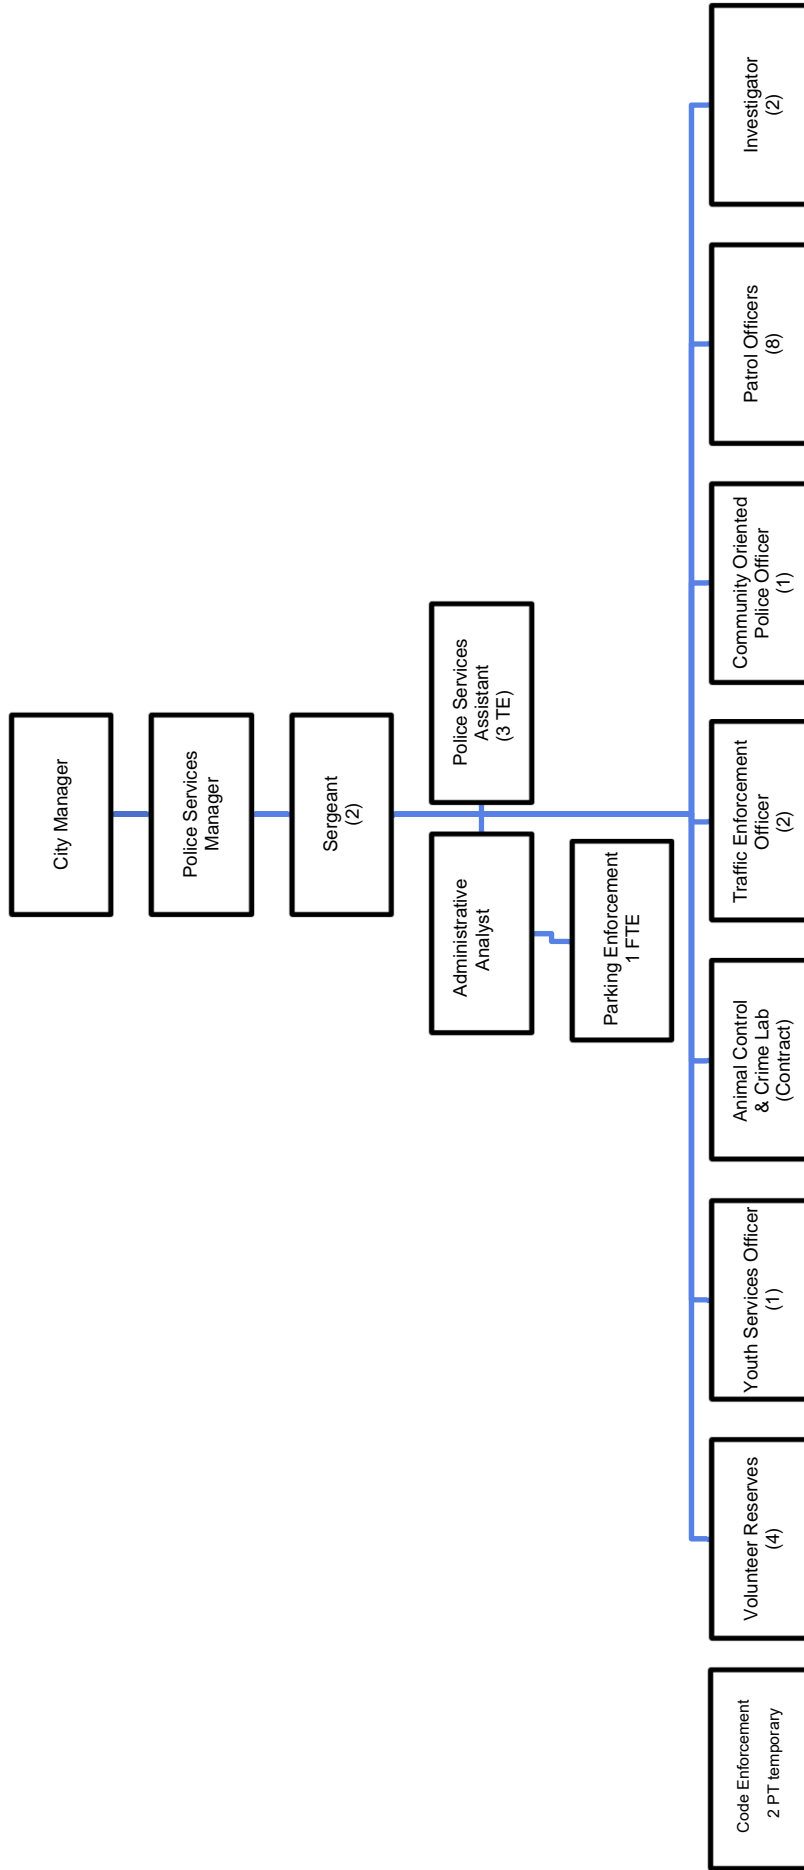 City Manager
Police Services
Manager
Sergeant
(2)
Administrative
Analyst
Police Services
Assistant
(3 TE)
Parking Enforcement
1 FTE
Code Enforcement
2 PT temporary
Volunteer Reserves
(4)
Youth Services Officer
(1)
Animal Control
& Crime Lab
(Contract)
Traffic Enforcement
Officer
(2)
Community Oriented
Police Officer
(1)
Patrol Officers
(8)
Investigator
(2)